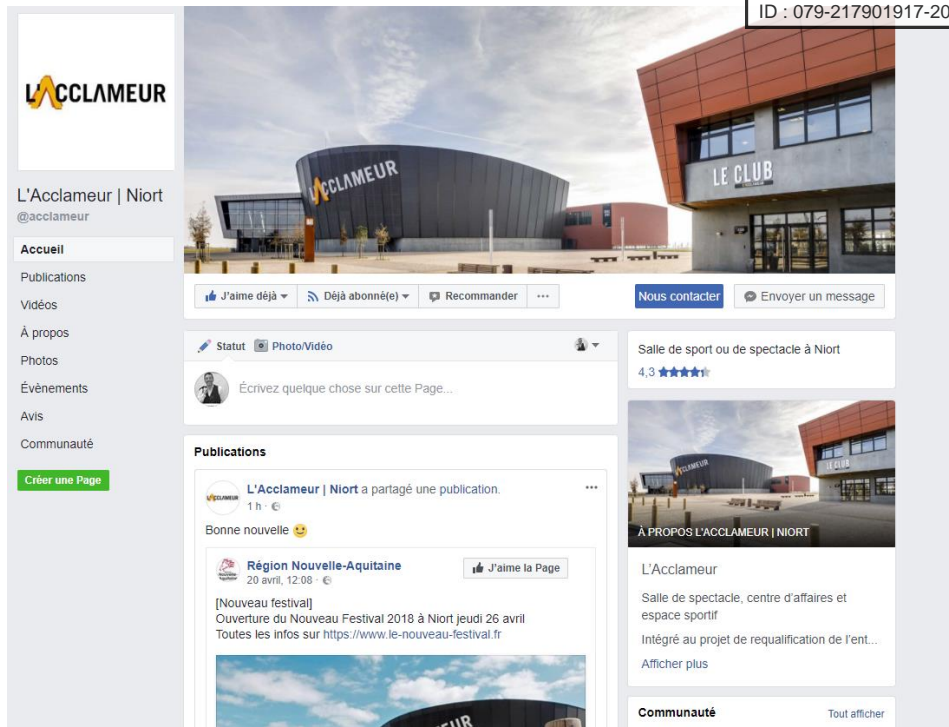 ID : 079-217901917-20
L'ACCLAMEUR
L'Acclameur | Niort
@acclameur
Accueil
Publications
Vidéos
À propos
Photos
Évènements
Avis
Communauté
Créer une Page
L'ACCLAMEUR
LE CLUB
J'aime déjà
Déjà abonné(e)
Recommander
...
Nous contacter
Envoyer un message
Statut
Photo/Vidéo
Écrivez quelque chose sur cette Page...
Publications
L'ACCLAMEUR
L'Acclameur | Niort a partagé une publication.
...
1 h ·
Bonne nouvelle
Région Nouvelle-Aquitaine
J'aime la Page
20 avril, 12:08 ·
[Nouveau festival]
Ouverture du Nouveau Festival 2018 à Niort jeudi 26 avril
Toutes les infos sur https://www.le-nouveau-festival.fr
Salle de sport ou de spectacle à Niort
4,3
L'ACCLAMEUR
LE CLUB
À PROPOS L'ACCLAMEUR | NIORT
L'Acclameur
Salle de spectacle, centre d'affaires et
espace sportif
Intégré au projet de requalification de l'ent...
Afficher plus
Communauté
Tout afficher